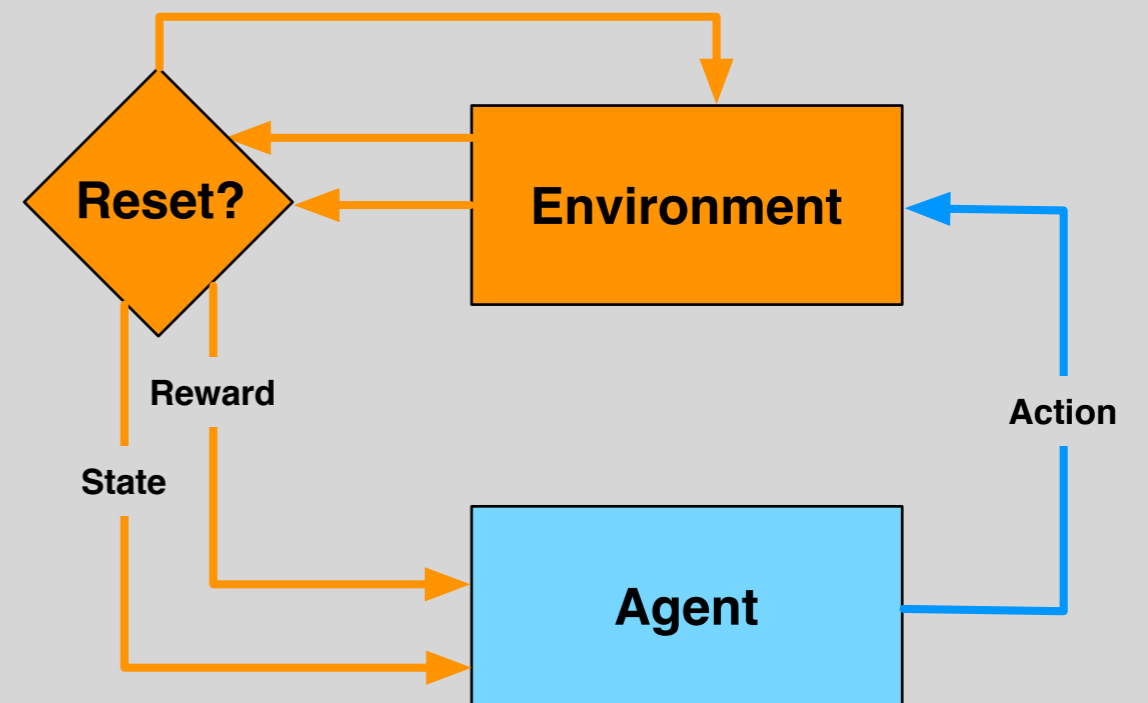 Reset?
Environment
Reward
Action
State
Agent